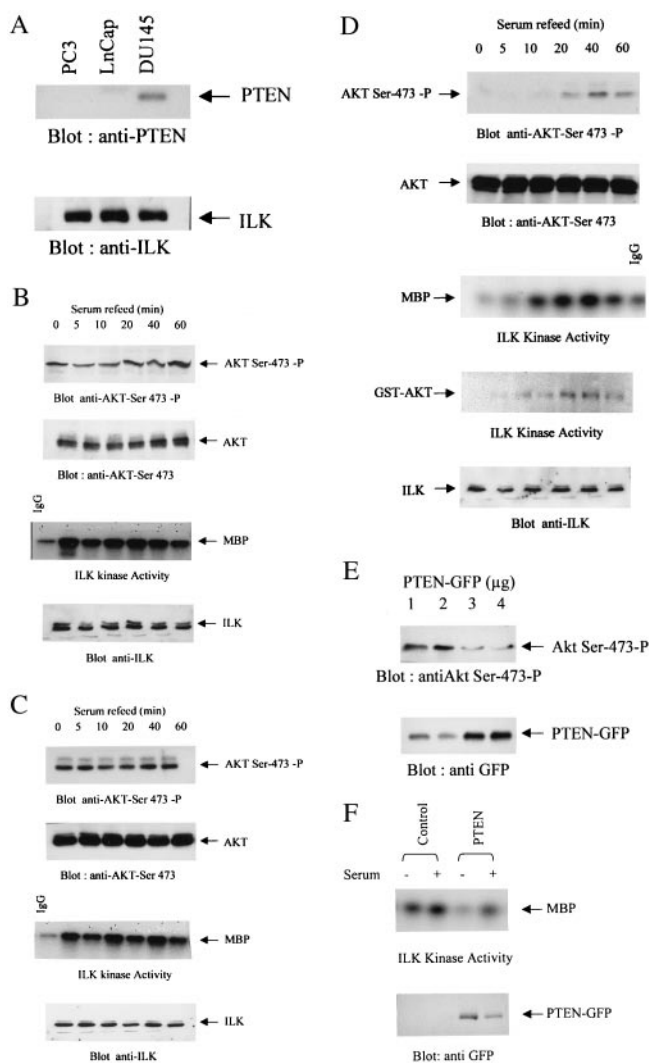 A
PC3
LnCap
DU145
PTEN
Blot : anti-PTEN
ILK
Blot : anti-ILK
B
Serum refeed (min)
0 5 10 20 40 60
AKT Ser-473 -P
Blot anti-AKT-Ser 473 -P
AKT
Blot : anti-AKT-Ser 473
IgG
MBP
ILK kinase Activity
ILK
Blot anti-ILK
C
Serum refeed (min)
0 5 10 20 40 60
AKT Ser-473 -P
Blot anti-AKT-Ser 473 -P
AKT
Blot : anti-AKT-Ser 473
IgG
MBP
ILK kinase Activity
ILK
Blot anti-ILK
D
Serum refeed (min)
0 5 10 20 40 60
AKT Ser-473 -P
Blot anti-AKT-Ser 473 -P
AKT
Blot : anti-AKT-Ser 473
IgG
MBP
ILK Kinase Activity
GST-AKT
ILK Kinase Activity
ILK
Blot anti-ILK
E
PTEN-GFP (µg)
1 2 3 4
Akt Ser-473-P
Blot : antiAkt Ser-473-P
PTEN-GFP
Blot : anti GFP
F
Control
PTEN
Serum - + - +
MBP
ILK Kinase Activity
PTEN-GFP
Blot: anti GFP